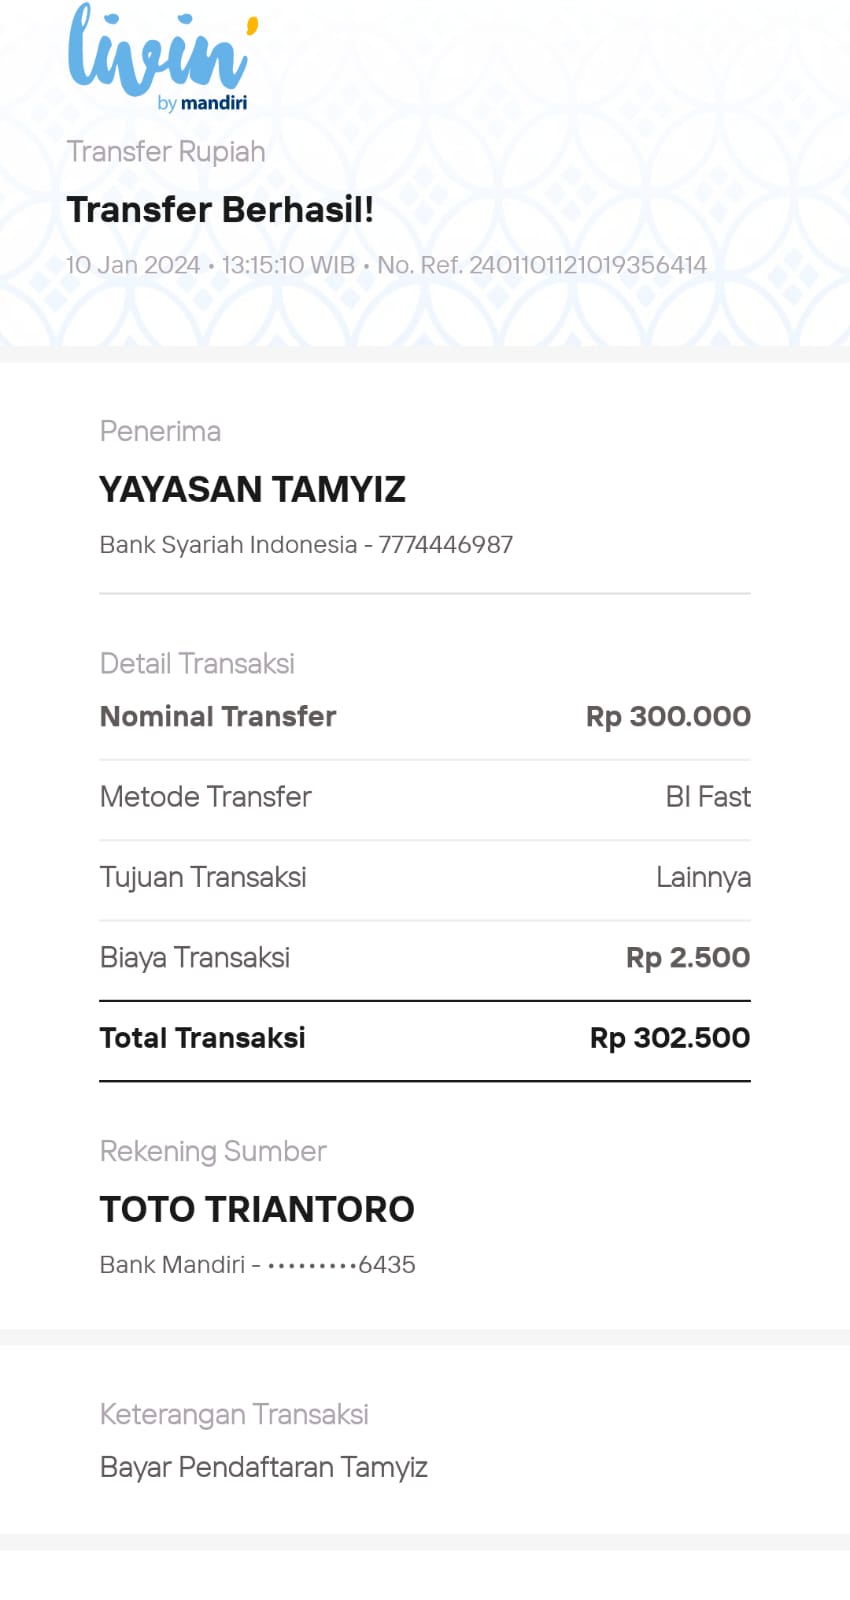 livin'
by mandiri
Transfer Rupiah
Transfer Berhasil!
10 Jan 2024 • 13:15:10 WIB • No. Ref. 2401101121019356414
Penerima
YAYASAN TAMYIZ
Bank Syariah Indonesia - 7774446987
Detail Transaksi
Nominal Transfer Rp 300.000
Metode Transfer BI Fast
Tujuan Transaksi Lainnya
Biaya Transaksi Rp 2.500
Total Transaksi Rp 302.500
Rekening Sumber
TOTO TRIANTORO
Bank Mandiri - •••••••••6435
Keterangan Transaksi
Bayar Pendaftaran Tamyiz